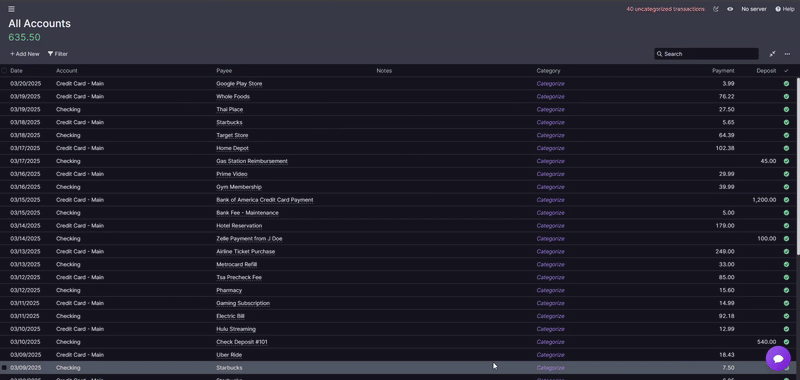 40 uncategorized transactions No server Help
All Accounts
635.50
+ Add New Filter Search
Date Account Payee Notes Category Payment Deposit
03/20/2025 Credit Card - Main Google Play Store Categorize 3.99
03/19/2025 Credit Card - Main Whole Foods Categorize 76.22
03/19/2025 Checking Thai Place Categorize 27.50
03/18/2025 Credit Card - Main Starbucks Categorize 5.65
03/18/2025 Checking Target Store Categorize 64.39
03/17/2025 Credit Card - Main Home Depot Categorize 102.38
03/17/2025 Checking Gas Station Reimbursement Categorize 45.00
03/16/2025 Credit Card - Main Prime Video Categorize 29.99
03/16/2025 Checking Gym Membership Categorize 39.99
03/15/2025 Credit Card - Main Bank of America Credit Card Payment Categorize 1,200.00
03/15/2025 Checking Bank Fee - Maintenance Categorize 5.00
03/14/2025 Credit Card - Main Hotel Reservation Categorize 179.00
03/14/2025 Checking Zelle Payment from J Doe Categorize 100.00
03/13/2025 Credit Card - Main Airline Ticket Purchase Categorize 249.00
03/13/2025 Checking Metrocard Refill Categorize 33.00
03/12/2025 Credit Card - Main Tsa Precheck Fee Categorize 85.00
03/12/2025 Checking Pharmacy Categorize 15.60
03/11/2025 Credit Card - Main Gaming Subscription Categorize 14.99
03/11/2025 Checking Electric Bill Categorize 92.18
03/10/2025 Credit Card - Main Hulu Streaming Categorize 12.99
03/10/2025 Checking Check Deposit #101 Categorize 540.00
03/09/2025 Credit Card - Main Uber Ride Categorize 18.43
03/09/2025 Checking Starbucks Categorize 7.50